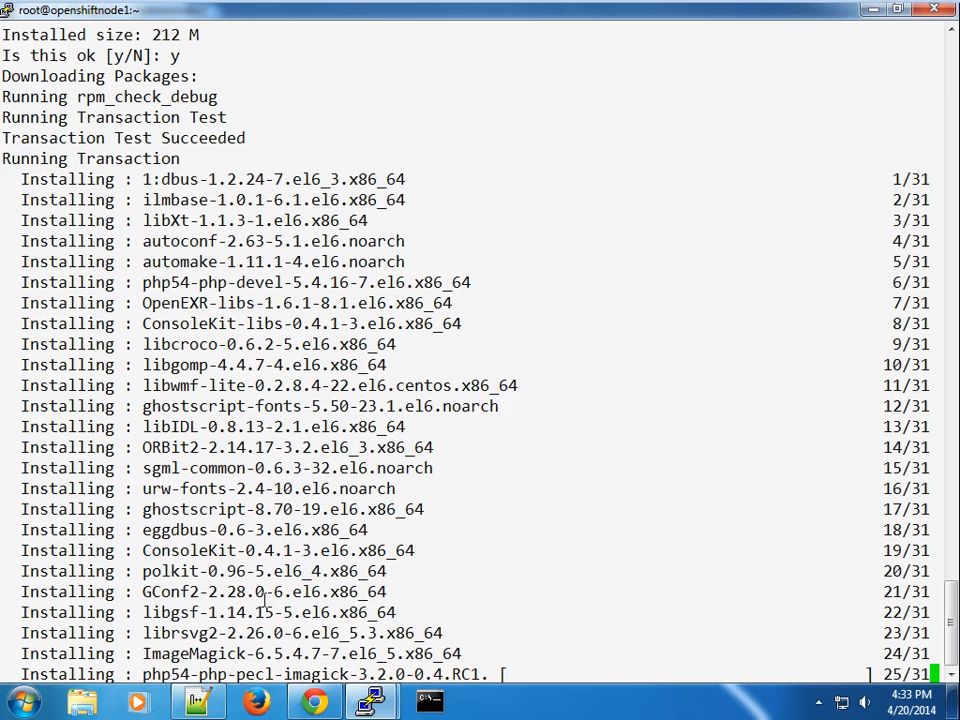 root@openshiftnode1:~
Installed size: 212 M
Is this ok [y/N]: y
Downloading Packages:
Running rpm_check_debug
Running Transaction Test
Transaction Test Succeeded
Running Transaction
  Installing : 1:dbus-1.2.24-7.el6_3.x86_64 1/31
  Installing : ilmbase-1.0.1-6.1.el6.x86_64 2/31
  Installing : libXt-1.1.3-1.el6.x86_64 3/31
  Installing : autoconf-2.63-5.1.el6.noarch 4/31
  Installing : automake-1.11.1-4.el6.noarch 5/31
  Installing : php54-php-devel-5.4.16-7.el6.x86_64 6/31
  Installing : OpenEXR-libs-1.6.1-8.1.el6.x86_64 7/31
  Installing : ConsoleKit-libs-0.4.1-3.el6.x86_64 8/31
  Installing : libcroco-0.6.2-5.el6.x86_64 9/31
  Installing : libgomp-4.4.7-4.el6.x86_64 10/31
  Installing : libwmf-lite-0.2.8.4-22.el6.centos.x86_64 11/31
  Installing : ghostscript-fonts-5.50-23.1.el6.noarch 12/31
  Installing : libIDL-0.8.13-2.1.el6.x86_64 13/31
  Installing : ORBit2-2.14.17-3.2.el6_3.x86_64 14/31
  Installing : sgml-common-0.6.3-32.el6.noarch 15/31
  Installing : urw-fonts-2.4-10.el6.noarch 16/31
  Installing : ghostscript-8.70-19.el6.x86_64 17/31
  Installing : eggdbus-0.6-3.el6.x86_64 18/31
  Installing : ConsoleKit-0.4.1-3.el6.x86_64 19/31
  Installing : polkit-0.96-5.el6_4.x86_64 20/31
  Installing : GConf2-2.28.0-6.el6.x86_64 21/31
  Installing : libgsf-1.14.15-5.el6.x86_64 22/31
  Installing : librsvg2-2.26.0-6.el6_5.3.x86_64 23/31
  Installing : ImageMagick-6.5.4.7-7.el6_5.x86_64 24/31
  Installing : php54-php-pecl-imagick-3.2.0-0.4.RC1. [ ] 25/31
4:33 PM
4/20/2014